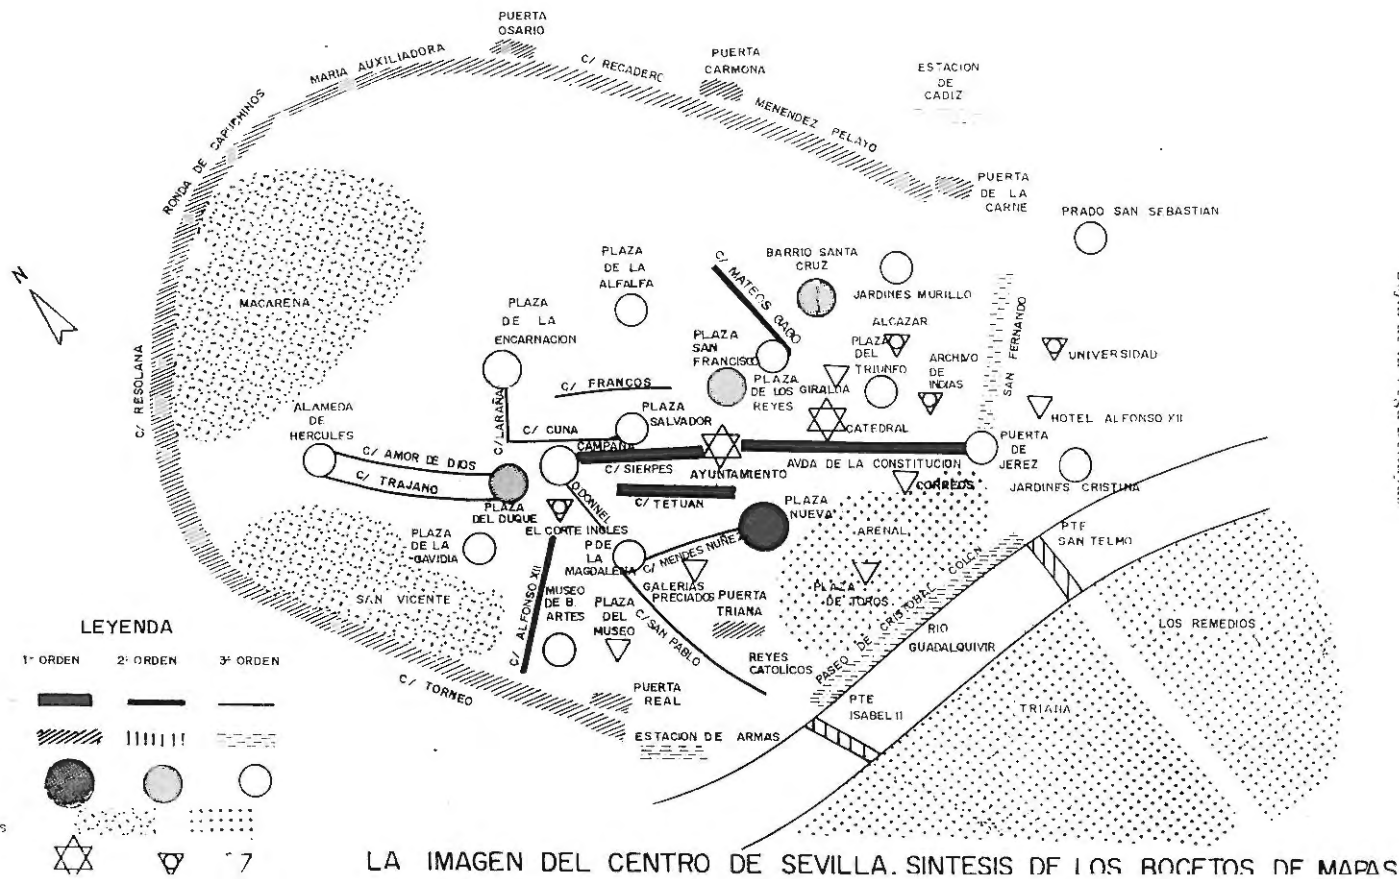 PUERTA
OSARIO
MARIA AUXILIADORA
C/ RECADERO
PUERTA
CARMONA
MENENDEZ PELAYO
ESTACION
DE
CADIZ
RONDA DE CAPUCHINOS
PUERTA
DE LA
CARNE
PRADO SAN SEBASTIAN
N
MACARENA
PLAZA
DE LA
ALFALFA
C/ MATEOS GAGO
BARRIO SANTA
CRUZ
JARDINES MURILLO
SAN FERNANDO
PLAZA
DE LA
ENCARNACION
PLAZA
SAN
FRANCISCO
ALCAZAR
PLAZA
DEL
TRIUNFO
ARCHIVO
DE
INDIAS
UNIVERSIDAD
C/ RESOLANA
C/ FRANCOS
PLAZA
DE LOS
REYES
GIRALDA
HOTEL ALFONSO XII
ALAMEDA
DE
HERCULES
C/ LARAÑA
C/ CUNA
PLAZA
SALVADOR
CATEDRAL
PUERTA
DE
JEREZ
C/ AMOR DE DIOS
C/ TRAJANO
CAMPANA
C/ SIERPES
AYUNTAMIENTO
AVDA DE LA CONSTITUCION
CORREOS
JARDINES CRISTINA
PLAZA
DEL DUQUE
O,DONNEL
C/ TETUAN
PLAZA
NUEVA
EL CORTE INGLES
PLAZA
DE LA
GAVIDIA
P DE
LA
MAGDALENA
C/ MENDES NUÑEZ
ARENAL
PTE
SAN TELMO
SAN VICENTE
C/ ALFONSO XII
MUSEO
DE B.
ARTES
PLAZA
DEL
MUSEO
GALERIAS
PRECIADOS
PUERTA
TRIANA
PLAZA
DE TOROS
PASEO DE CRISTOBAL COLON
RIO
GUADALQUIVIR
LOS REMEDIOS
C/ SAN PABLO
REYES
CATOLICOS
C/ TORNEO
PUERTA
REAL
PTE
ISABEL II
TRIANA
ESTACION DE ARMAS
LEYENDA
1º ORDEN 2º ORDEN 3º ORDEN
LA IMAGEN DEL CENTRO DE SEVILLA. SINTESIS DE LOS BOCETOS DE MAPAS